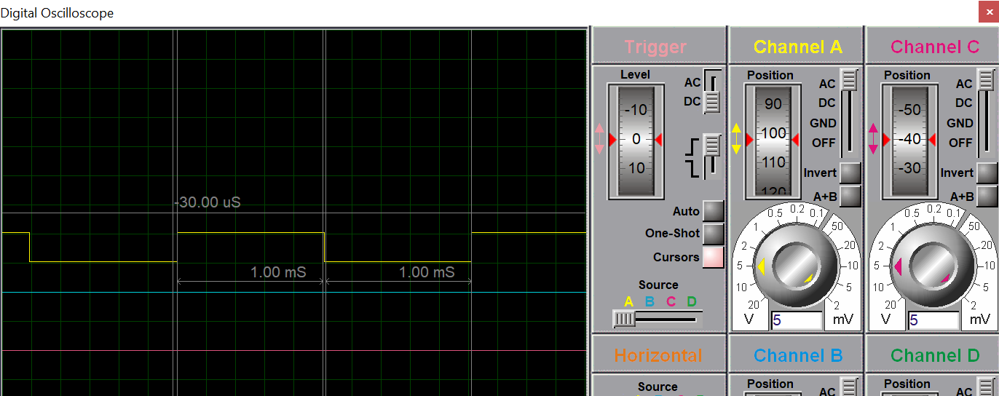 Digital Oscilloscope
×
-30.00 uS
1.00 mS
1.00 mS
Trigger
Level
-10
0
10
AC
DC
Auto
One-Shot
Cursors
Source
A B C D
Horizontal
Source
Channel A
Position
90
100
110
120
AC
DC
GND
OFF
Invert
A+B
20
10
5
2
1
0.5
0.2
0.1
50
20
10
5
2
V
mV
5
Channel B
Position
AC
Channel C
Position
-50
-40
-30
AC
DC
GND
OFF
Invert
A+B
20
10
5
2
1
0.5
0.2
0.1
50
20
10
5
2
V
mV
5
Channel D
Position
AC